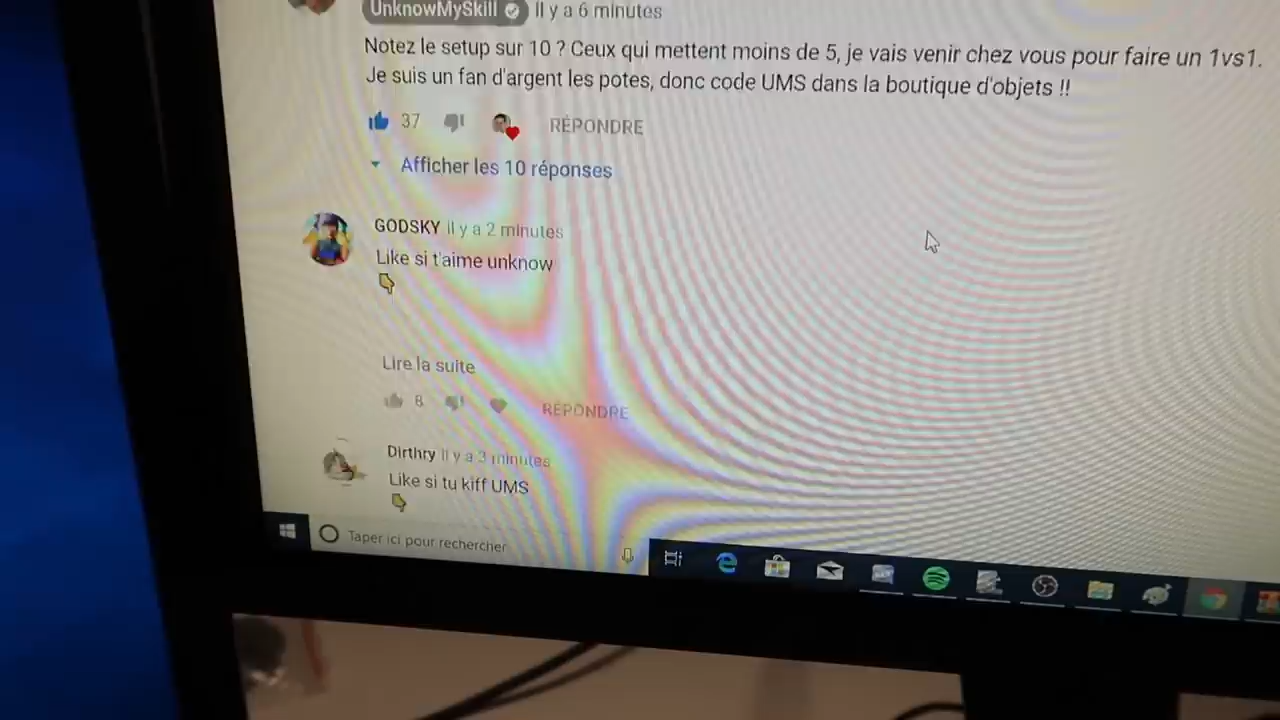 UnknowMySkill Il y a 6 minutes
Notez le setup sur 10 ? Ceux qui mettent moins de 5, je vais venir chez vous pour faire un 1vs1.
Je suis un fan d'argent les potes, donc code UMS dans la boutique d'objets !!
37 RÉPONDRE
Afficher les 10 réponses
GODSKY il y a 2 minutes
Like si t'aime unknow
Lire la suite
8 RÉPONDRE
Dirthry il y a 3 minutes
Like si tu kiff UMS
Taper ici pour rechercher